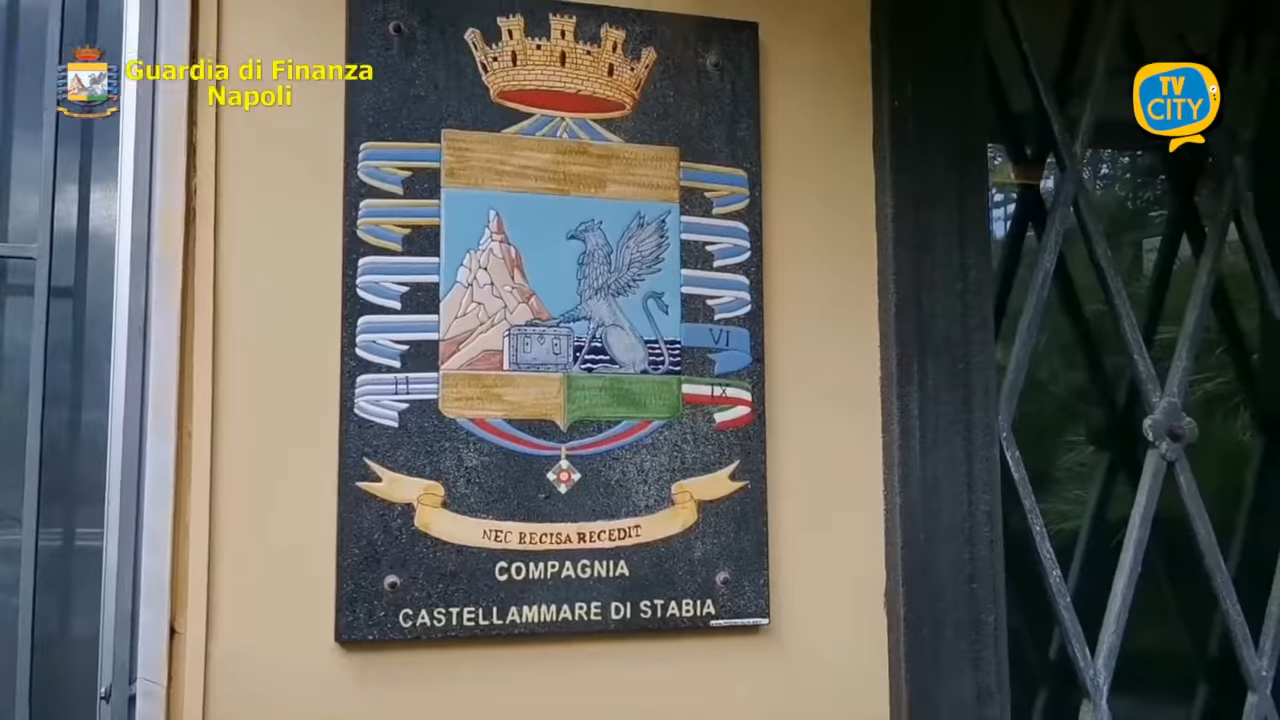 Guardia di Finanza
Napoli
TV
CITY
VI
II
IX
NEC RECISA RECEDIT
COMPAGNIA
CASTELLAMMARE DI STABIA